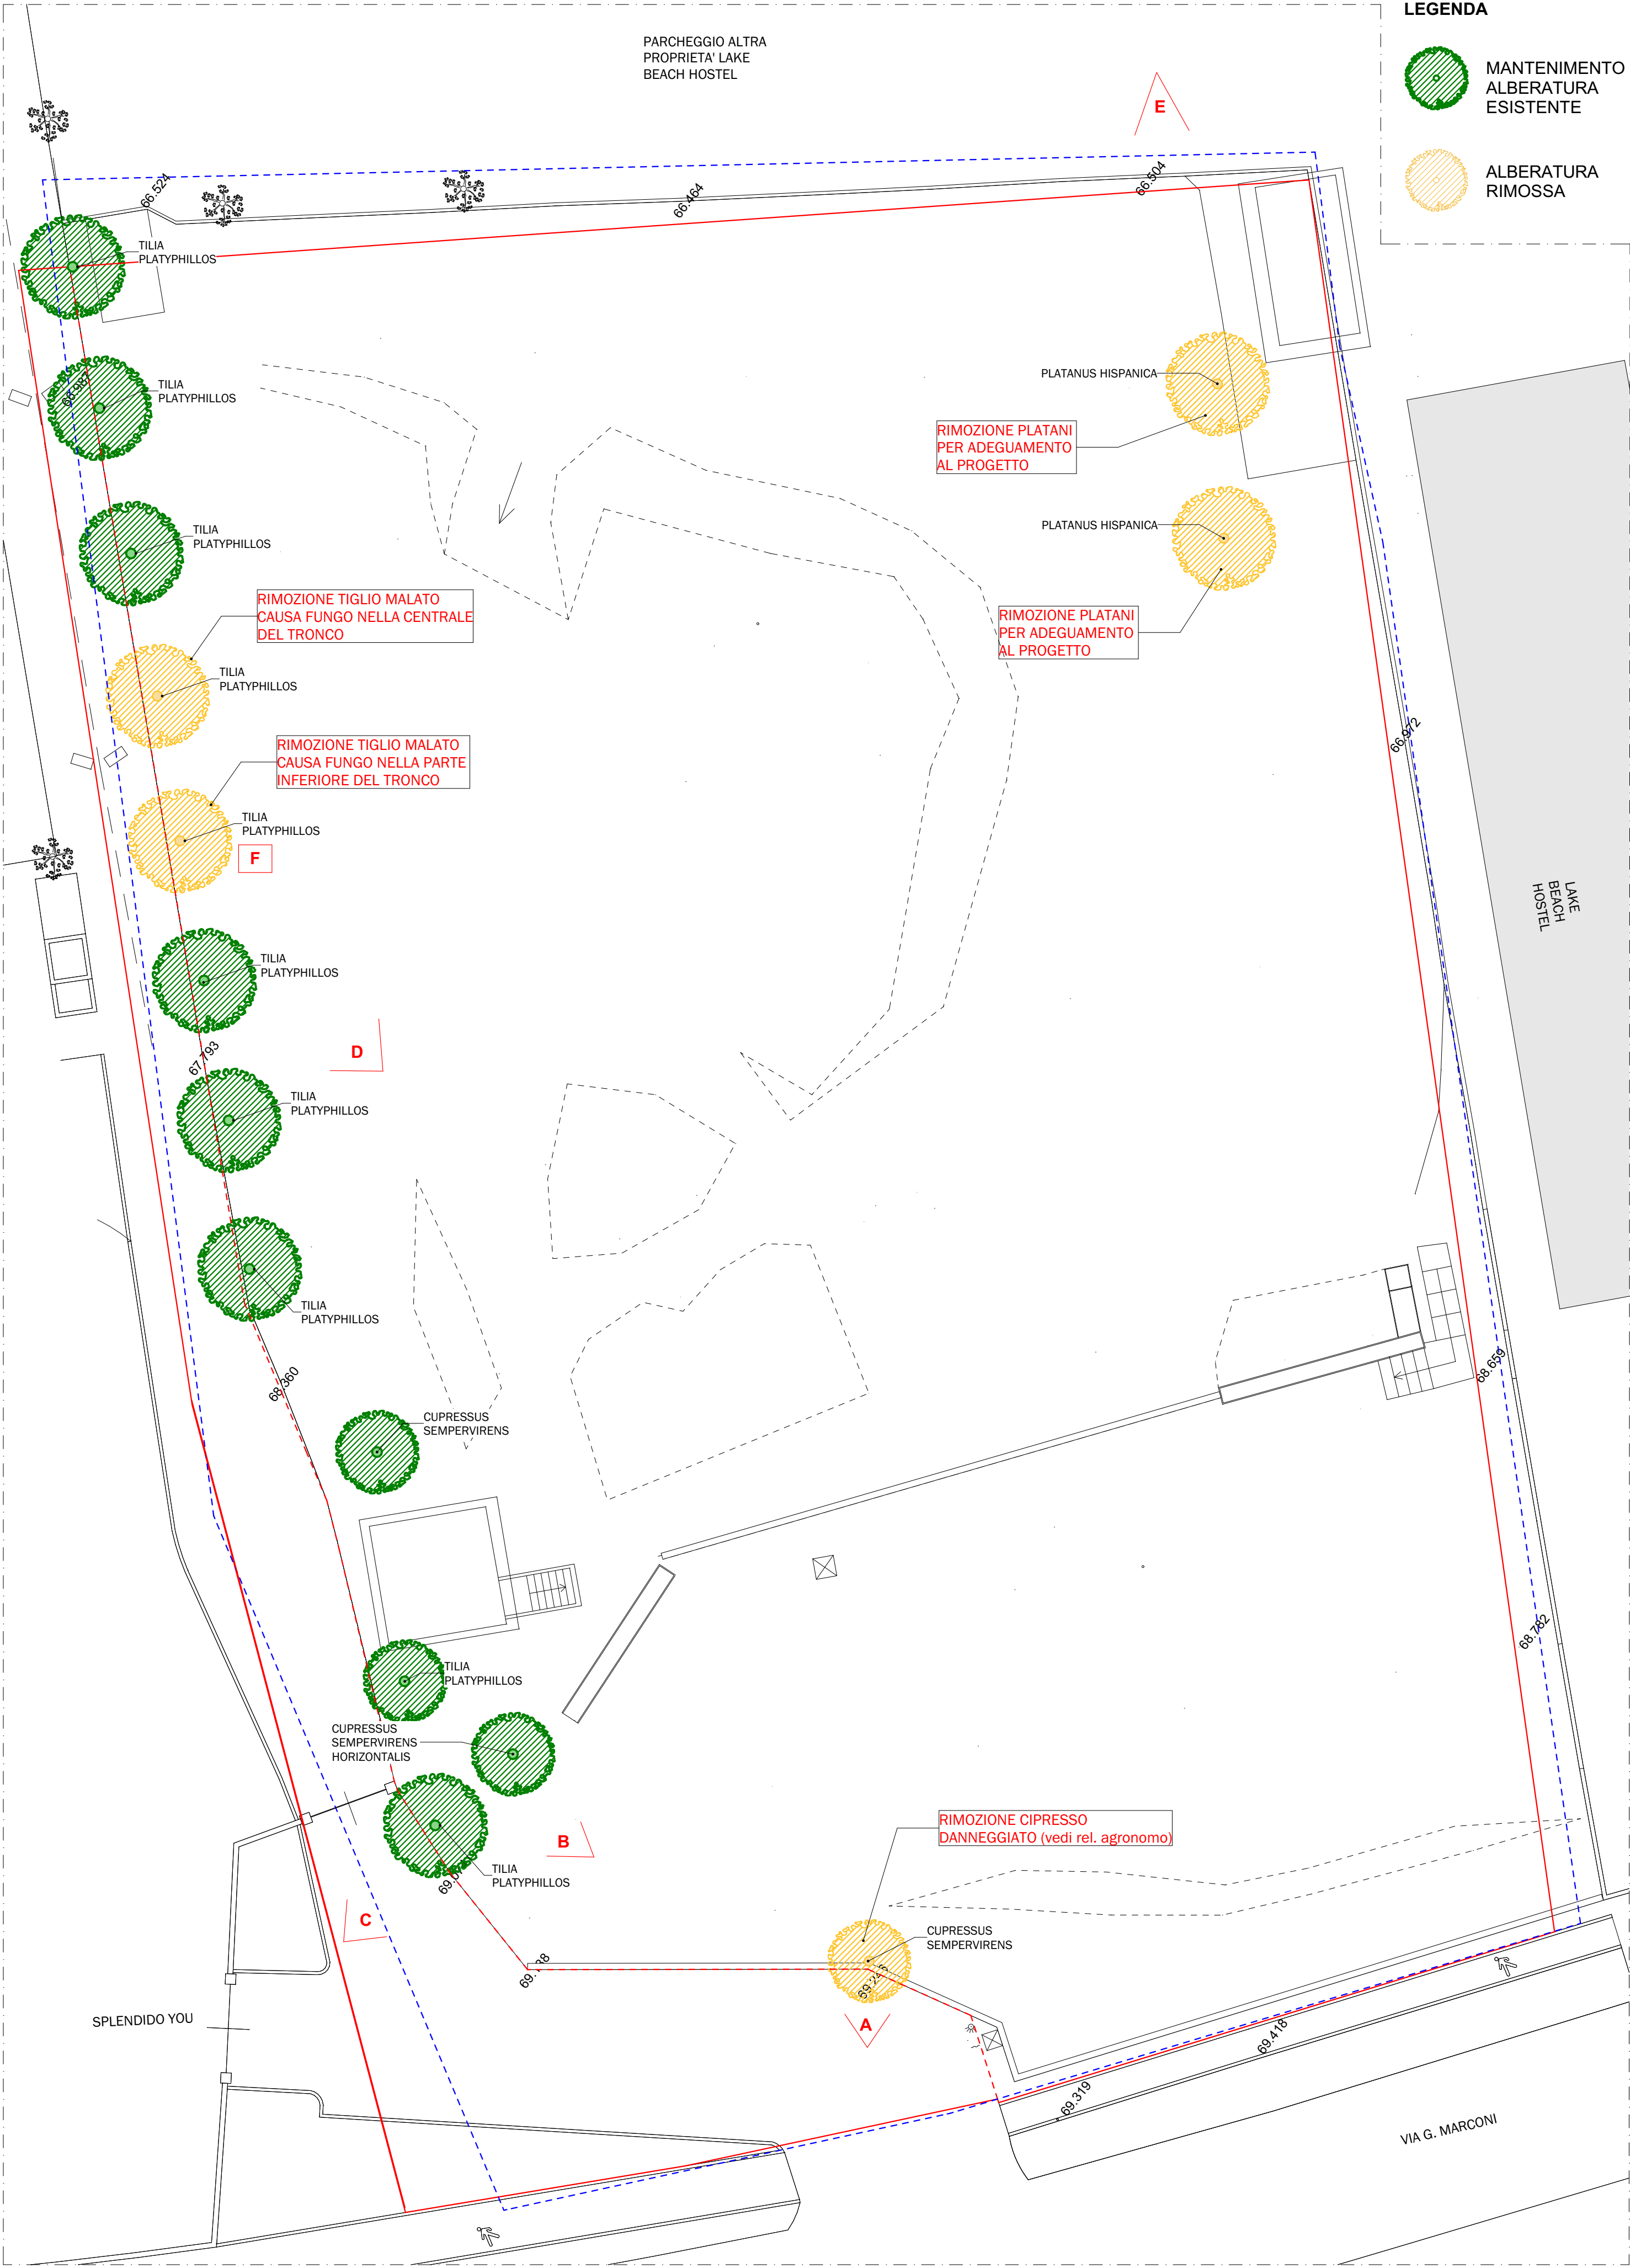 LEGENDA
MANTENIMENTO
ALBERATURA
ESISTENTE
ALBERATURA
RIMOSSA
PARCHEGGIO ALTRA
PROPRIETA' LAKE
BEACH HOSTEL
E
66.524
66.464
66.504
TILIA
PLATYPHILLOS
TILIA
PLATYPHILLOS
PLATANUS HISPANICA
RIMOZIONE PLATANI
PER ADEGUAMENTO
AL PROGETTO
PLATANUS HISPANICA
TILIA
PLATYPHILLOS
RIMOZIONE TIGLIO MALATO
CAUSA FUNGO NELLA CENTRALE
DEL TRONCO
RIMOZIONE PLATANI
PER ADEGUAMENTO
AL PROGETTO
TILIA
PLATYPHILLOS
RIMOZIONE TIGLIO MALATO
CAUSA FUNGO NELLA PARTE
INFERIORE DEL TRONCO
66.972
TILIA
PLATYPHILLOS
F
LAKE
BEACH
HOSTEL
TILIA
PLATYPHILLOS
D
67.793
TILIA
PLATYPHILLOS
TILIA
PLATYPHILLOS
68.360
68.659
CUPRESSUS
SEMPERVIRENS
68.782
TILIA
PLATYPHILLOS
CUPRESSUS
SEMPERVIRENS
HORIZONTALIS
RIMOZIONE CIPRESSO
DANNEGGIATO (vedi rel. agronomo)
B
TILIA
PLATYPHILLOS
C
CUPRESSUS
SEMPERVIRENS
A
SPLENDIDO YOU
69.418
69.319
VIA G. MARCONI